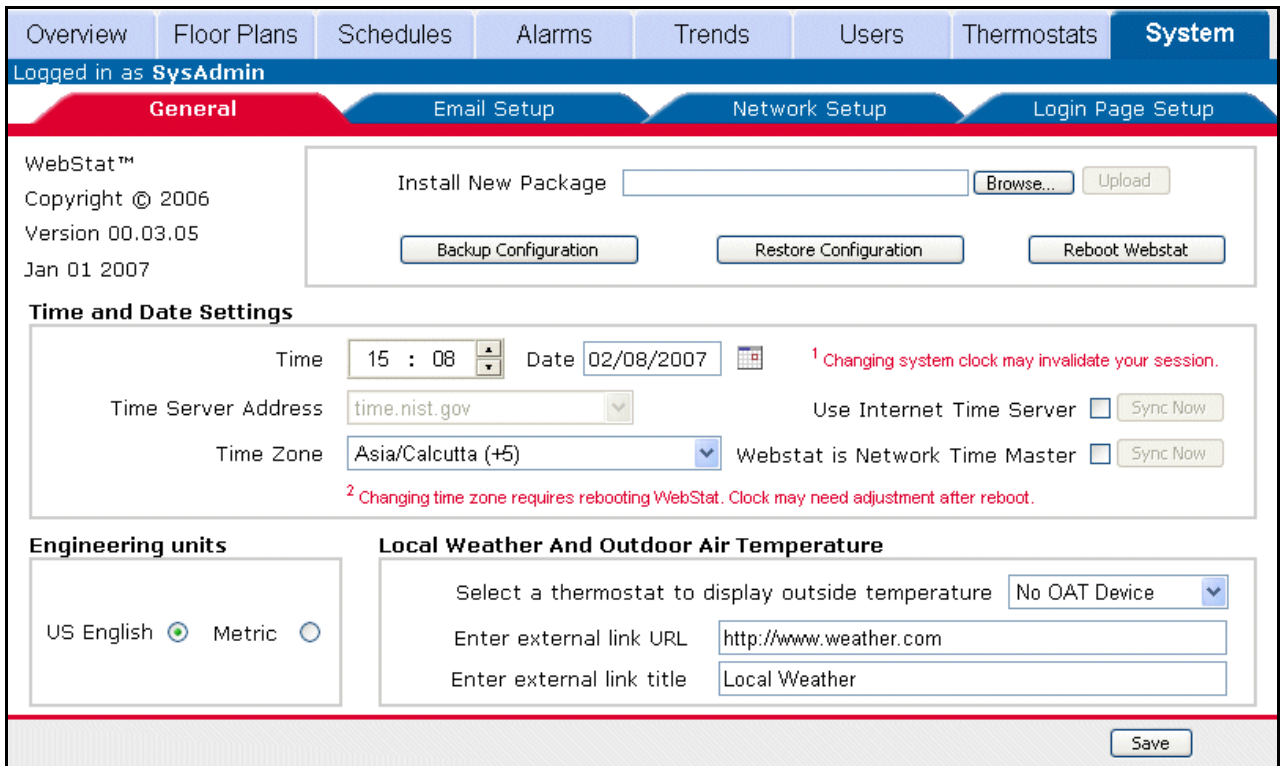 Overview Floor Plans Schedules Alarms Trends Users Thermostats System
Logged in as SysAdmin
General Email Setup Network Setup Login Page Setup
WebStat™
Copyright © 2006
Version 00.03.05
Jan 01 2007
Install New Package Browse... Upload
Backup Configuration Restore Configuration Reboot Webstat
Time and Date Settings
Time 15 : 08 Date 02/08/2007 1 Changing system clock may invalidate your session.
Time Server Address time.nist.gov Use Internet Time Server Sync Now
Time Zone Asia/Calcutta (+5) Webstat is Network Time Master Sync Now
2 Changing time zone requires rebooting WebStat. Clock may need adjustment after reboot.
Engineering units
US English Metric
Local Weather And Outdoor Air Temperature
Select a thermostat to display outside temperature No OAT Device
Enter external link URL http://www.weather.com
Enter external link title Local Weather
Save